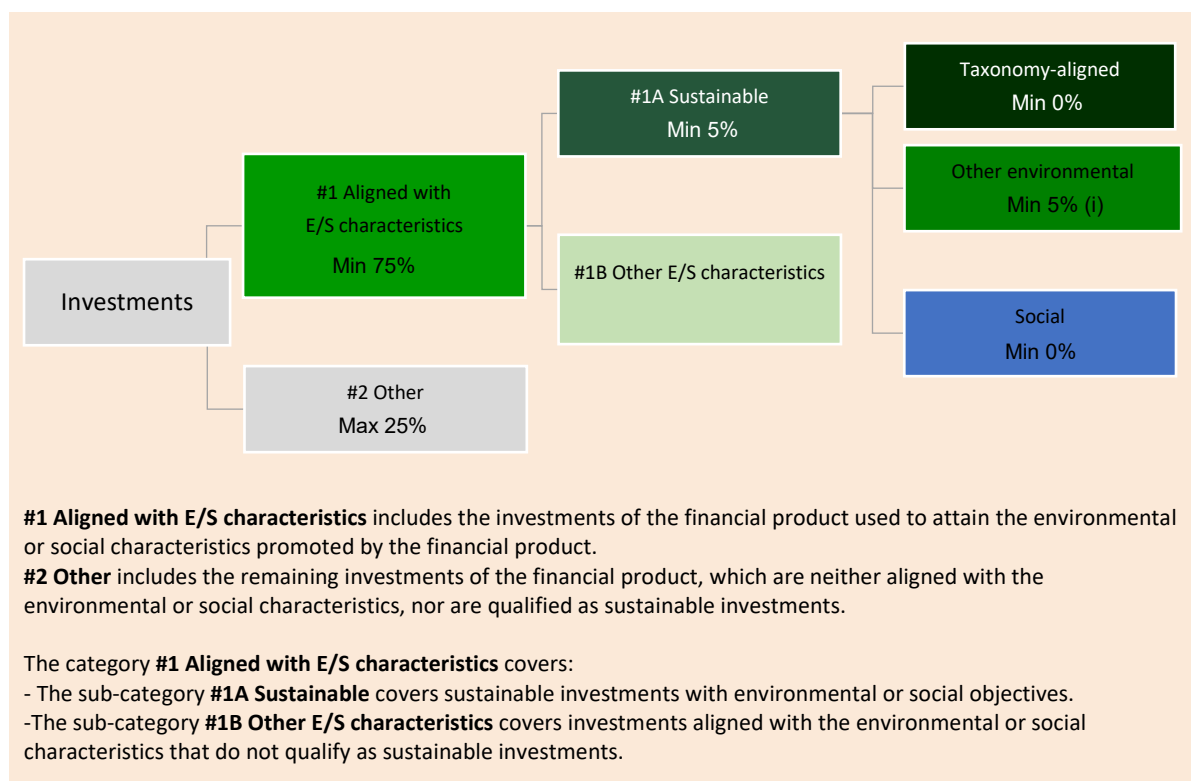 Taxonomy-aligned
Min 0%
#1A Sustainable
Min 5%
Other environmental
Min 5% (i)
#1 Aligned with
E/S characteristics
Min 75%
#1B Other E/S characteristics
Investments
Social
Min 0%
#2 Other
Max 25%
#1 Aligned with E/S characteristics includes the investments of the financial product used to attain the environmental
or social characteristics promoted by the financial product.
#2 Other includes the remaining investments of the financial product, which are neither aligned with the
environmental or social characteristics, nor are qualified as sustainable investments.
The category #1 Aligned with E/S characteristics covers:
- The sub-category #1A Sustainable covers sustainable investments with environmental or social objectives.
-The sub-category #1B Other E/S characteristics covers investments aligned with the environmental or social
characteristics that do not qualify as sustainable investments.